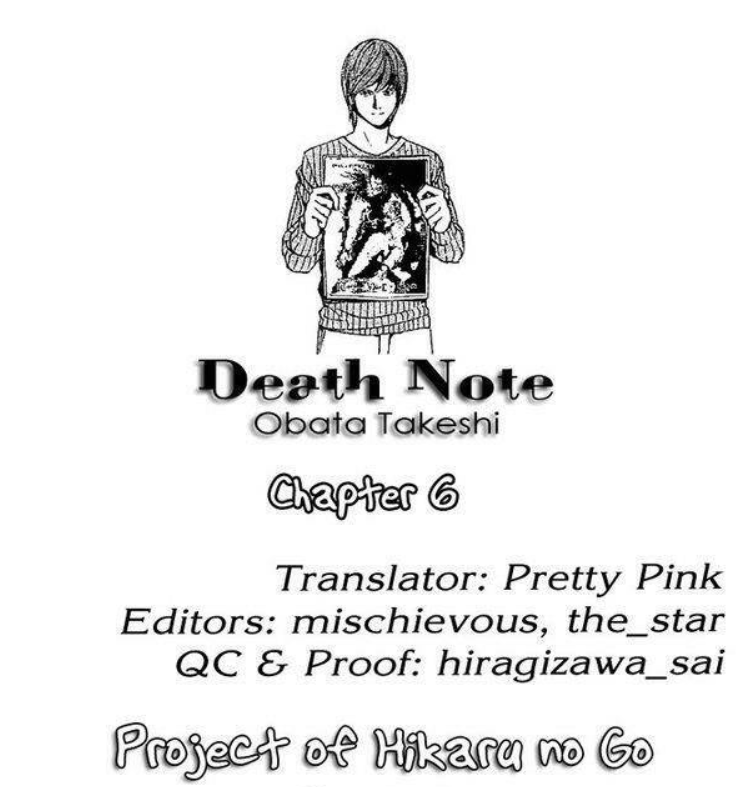 Death Note
Obata Takeshi
Chapter 6
Translator: Pretty Pink
Editors: mischievous, the_star
QC & Proof: hiragizawa_sai
Project of Hikaru no Go